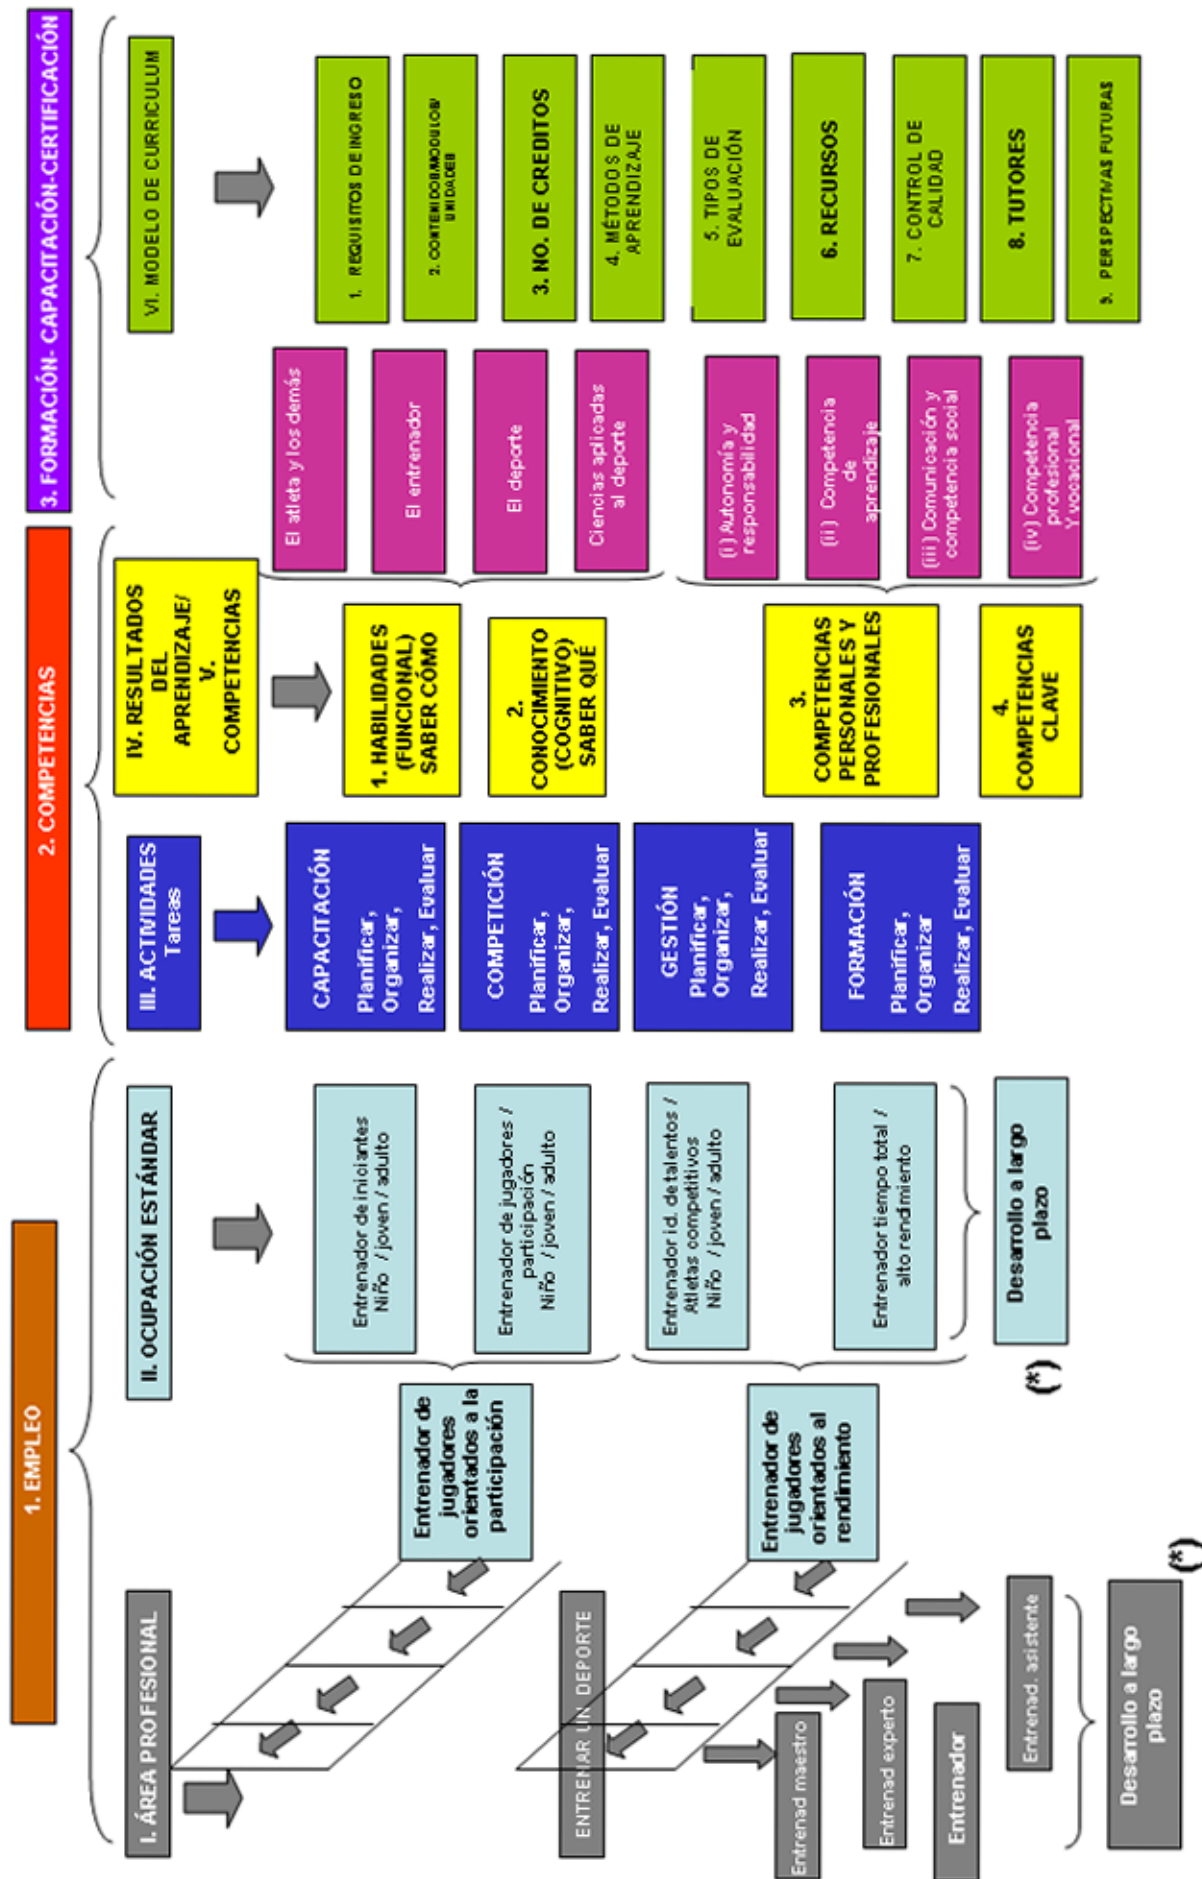 1. EMPLEO
2. COMPETENCIAS
3. FORMACIÓN- CAPACITACIÓN-CERTIFICACIÓN
I. ÁREA PROFESIONAL
II. OCUPACIÓN ESTÁNDAR
III. ACTIVIDADES
Tareas
IV. RESULTADOS
DEL
APRENDIZAJE/
V.
COMPETENCIAS
VI. MODELO DE CURRICULUM
ENTRENAR UN DEPORTE
Entrenad maestro
Entrenad experto
Entrenador
Entrenad. asistente
Desarrollo a largo
plazo
(*)
Entrenador de
jugadores
orientados a la
participación
Entrenador de
jugadores
orientados al
rendimiento
Entrenador de iniciantes
Niño / joven / adulto
Entrenador de jugadores /
participación
Niño / joven / adulto
Entrenador id. de talentos /
Atletas competitivos
Niño / joven / adulto
Entrenador tiempo total /
alto rendimiento
Desarrollo a largo
plazo
(*)
CAPACITACIÓN
Planificar,
Organizar,
Realizar, Evaluar
COMPETICIÓN
Planificar,
Organizar,
Realizar, Evaluar
GESTIÓN
Planificar,
Organizar,
Realizar, Evaluar
FORMACIÓN
Planificar,
Organizar
Realizar, Evaluar
1. HABILIDADES
(FUNCIONAL)
SABER CÓMO
2.
CONOCIMIENTO
(COGNITIVO)
SABER QUÉ
3.
COMPETENCIAS
PERSONALES Y
PROFESIONALES
4.
COMPETENCIAS
CLAVE
El atleta y los demás
El entrenador
El deporte
Ciencias aplicadas
al deporte
(i) Autonomía y
responsabilidad
(ii) Competencia
de
aprendizaje
(iii) Comunicación y
competencia social
(iv) Competencia
profesional
Y vocacional
1. REQUISITOS DE INGRESO
2. CONTENIDOS/MODULOS/
UNIDADES
3. NO. DE CREDITOS
4. MÉTODOS DE
APRENDIZAJE
5. TIPOS DE
EVALUACIÓN
6. RECURSOS
7. CONTROL DE
CALIDAD
8. TUTORES
9. PERSPECTIVAS FUTURAS